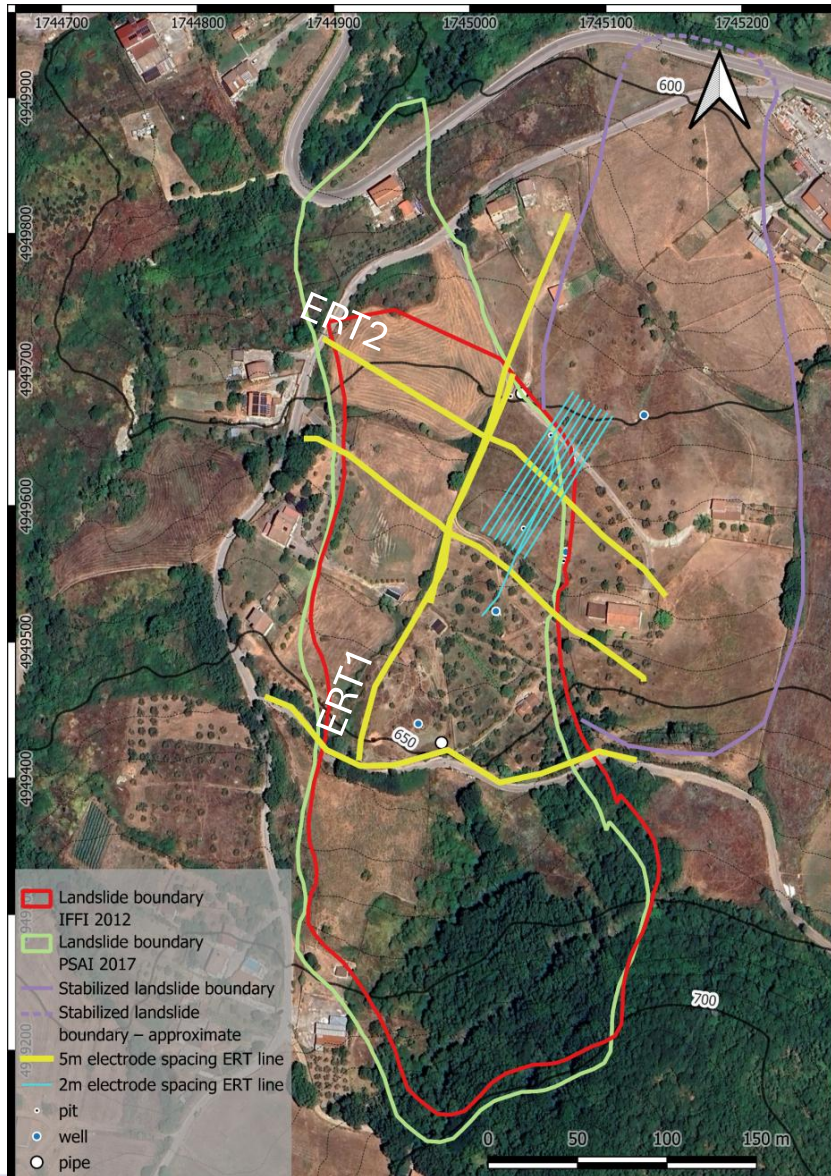 1744700 1744800 1744900 1745000 1745100 1745200
4949900
4949800
4949700
4949600
4949500
4949400
600
ERT2
ERT1
650
700
Landslide boundary
IFFI 2012
Landslide boundary
PSAI 2017
Stabilized landslide boundary
Stabilized landslide
boundary – approximate
5m electrode spacing ERT line
2m electrode spacing ERT line
pit
well
pipe
0 50 100 150 m